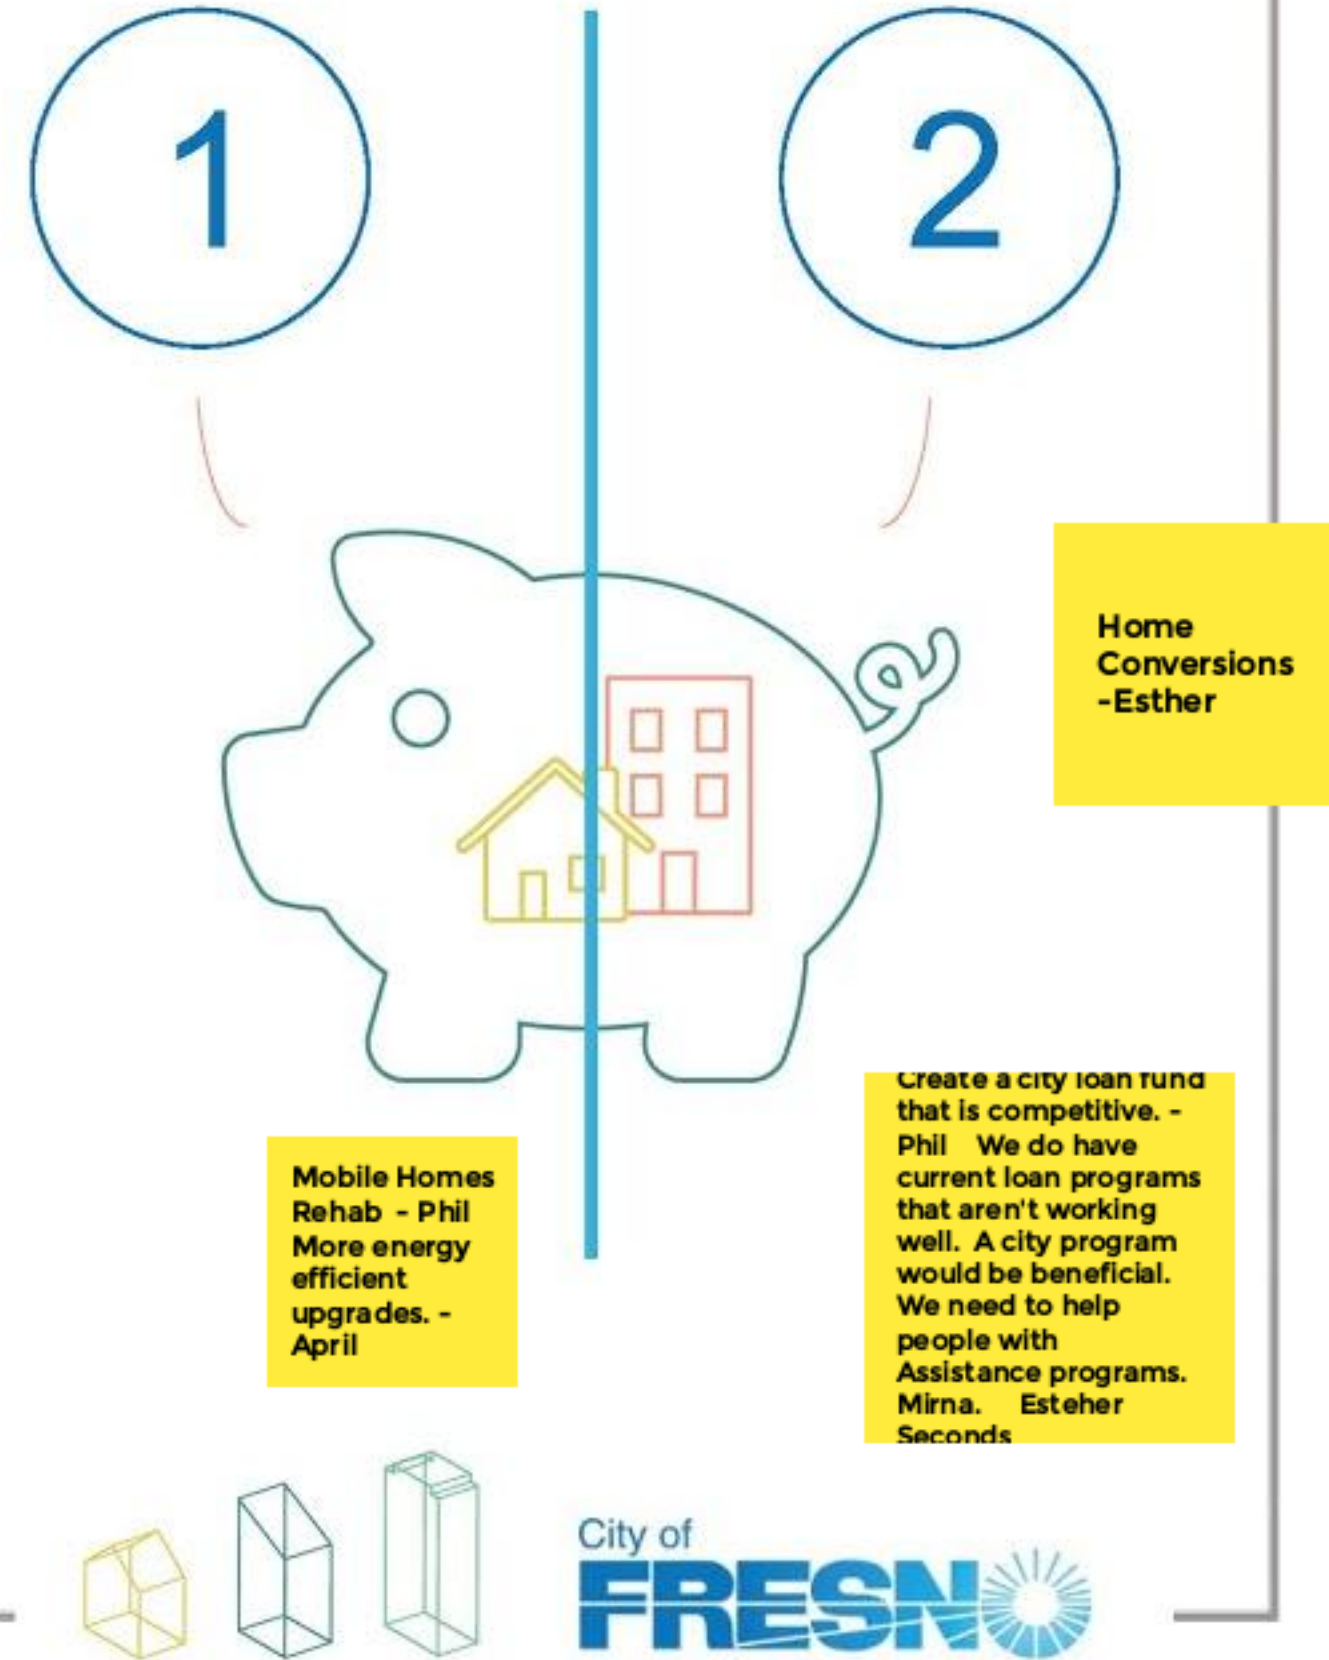 1
2
Home
Conversions
-Esther
Mobile Homes
Rehab - Phil
More energy
efficient
upgrades. -
April
Create a city loan fund
that is competitive. -
Phil We do have
current loan programs
that aren't working
well. A city program
would be beneficial.
We need to help
people with
Assistance programs.
Mirna. Esteher
Seconds
City of
FRESNO